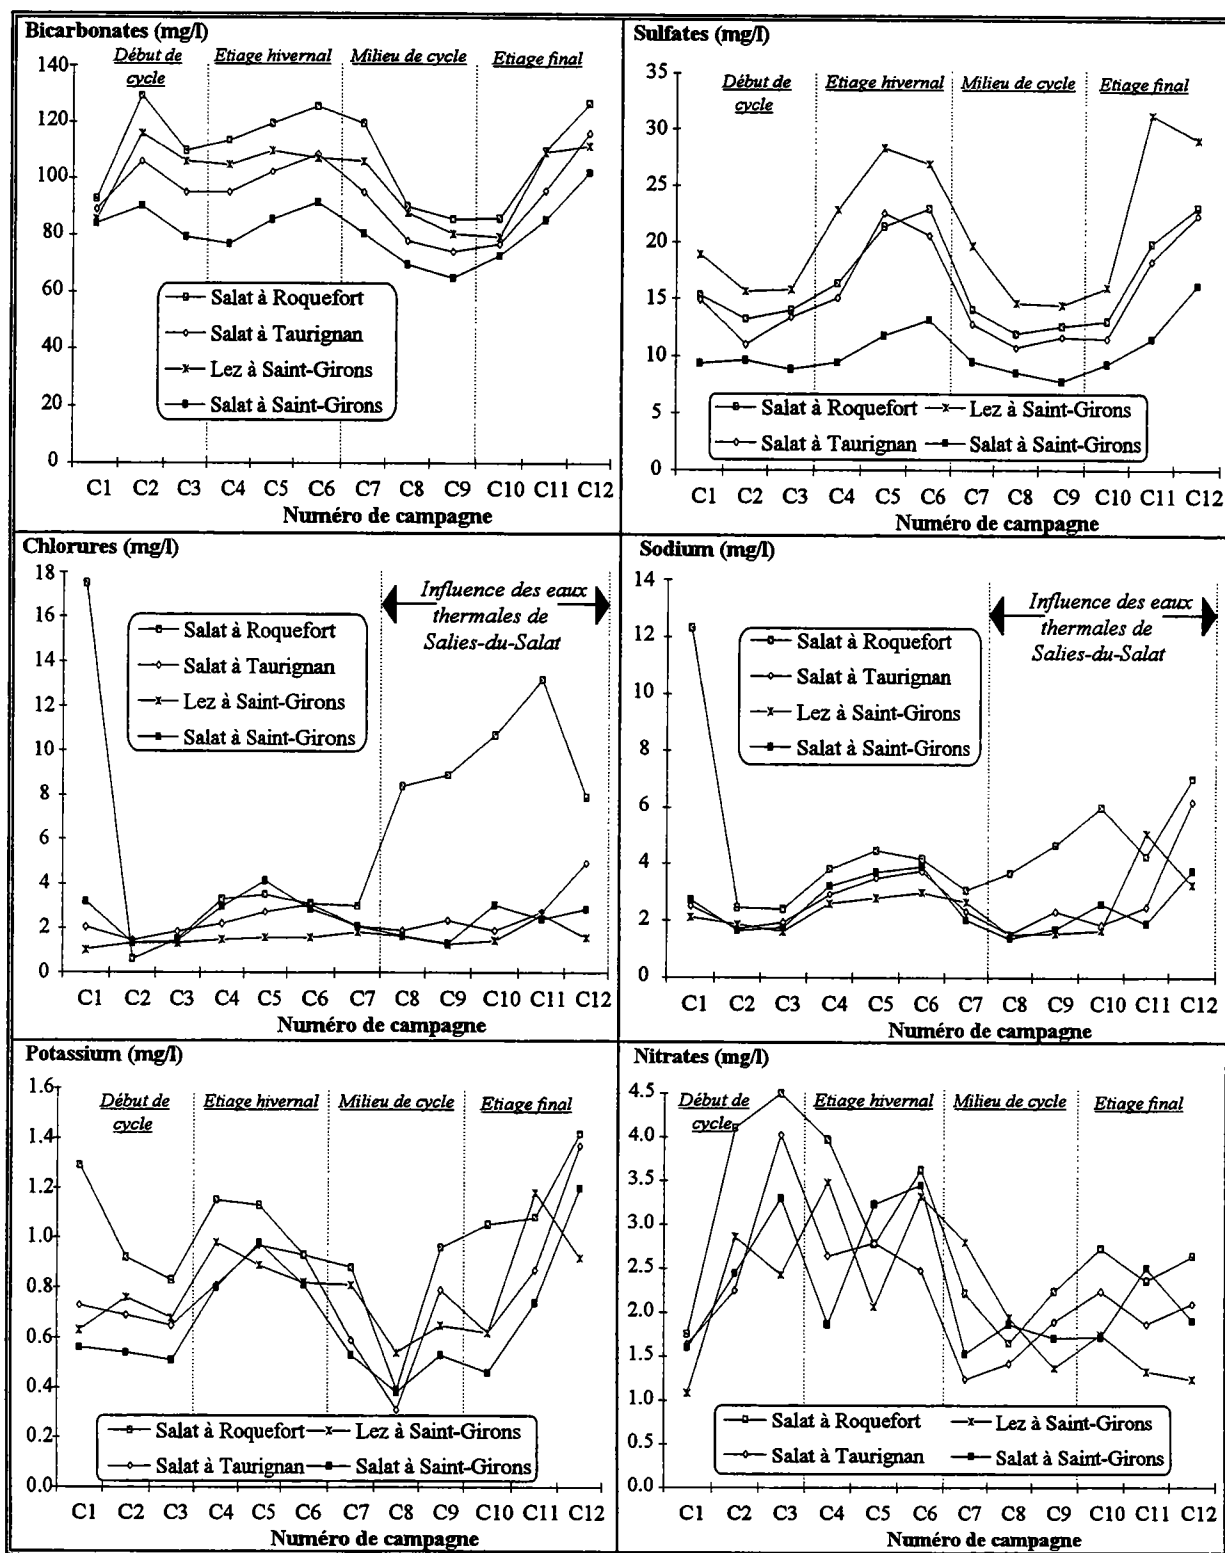 Bicarbonates (mg/l)
Début de
cycle
Etiage hivernal
Milieu de cycle
Etiage final
140
120
100
80
60
40
20
0
Salat à Roquefort
Salat à Taurignan
Lez à Saint-Girons
Salat à Saint-Girons
C1 C2 C3 C4 C5 C6 C7 C8 C9 C10 C11 C12
Numéro de campagne
Sulfates (mg/l)
Début de
cycle
Etiage hivernal
Milieu de cycle
Etiage final
35
30
25
20
15
10
5
0
Salat à Roquefort
Lez à Saint-Girons
Salat à Taurignan
Salat à Saint-Girons
C1 C2 C3 C4 C5 C6 C7 C8 C9 C10 C11 C12
Numéro de campagne
Chlorures (mg/l)
18
16
14
12
10
8
6
4
2
0
Influence des eaux
thermales de
Salies-du-Salat
Salat à Roquefort
Salat à Taurignan
Lez à Saint-Girons
Salat à Saint-Girons
C1 C2 C3 C4 C5 C6 C7 C8 C9 C10 C11 C12
Numéro de campagne
Sodium (mg/l)
14
12
10
8
6
4
2
0
Influence des eaux
thermales de
Salies-du-Salat
Salat à Roquefort
Salat à Taurignan
Lez à Saint-Girons
Salat à Saint-Girons
C1 C2 C3 C4 C5 C6 C7 C8 C9 C10 C11 C12
Numéro de campagne
Potassium (mg/l)
1.6
1.4
1.2
1.0
0.8
0.6
0.4
0.2
0.0
Début de
cycle
Etiage hivernal
Milieu de cycle
Etiage final
Salat à Roquefort
Lez à Saint-Girons
Salat à Taurignan
Salat à Saint-Girons
C1 C2 C3 C4 C5 C6 C7 C8 C9 C10 C11 C12
Numéro de campagne
Nitrates (mg/l)
4.5
4.0
3.5
3.0
2.5
2.0
1.5
1.0
0.5
0.0
Début de
cycle
Etiage hivernal
Milieu de cycle
Etiage final
Salat à Roquefort
Lez à Saint-Girons
Salat à Taurignan
Salat à Saint-Girons
C1 C2 C3 C4 C5 C6 C7 C8 C9 C10 C11 C12
Numéro de campagne